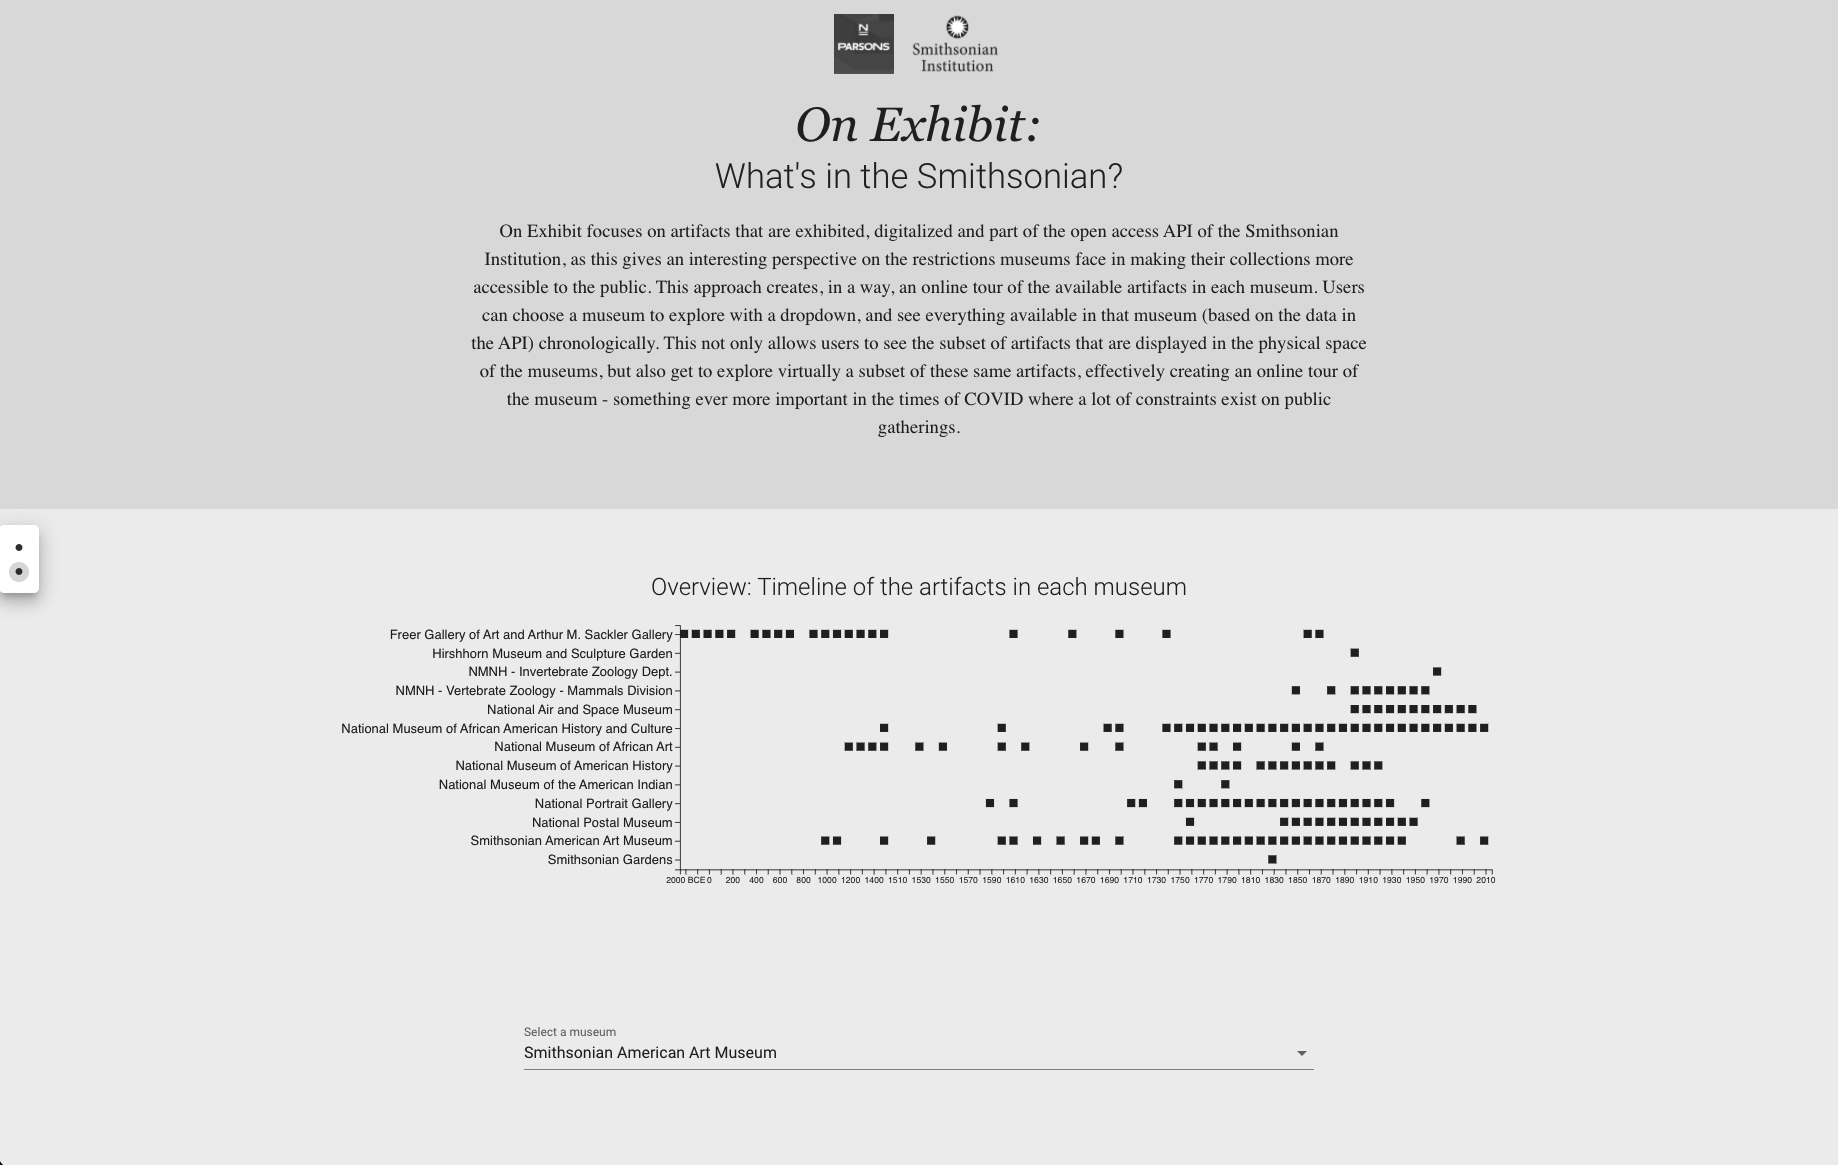 N
PARSONS
Smithsonian
Institution
On Exhibit:
What's in the Smithsonian?
On Exhibit focuses on artifacts that are exhibited, digitalized and part of the open access API of the Smithsonian
Institution, as this gives an interesting perspective on the restrictions museums face in making their collections more
accessible to the public. This approach creates, in a way, an online tour of the available artifacts in each museum. Users
can choose a museum to explore with a dropdown, and see everything available in that museum (based on the data in
the API) chronologically. This not only allows users to see the subset of artifacts that are displayed in the physical space
of the museums, but also get to explore virtually a subset of these same artifacts, effectively creating an online tour of
the museum - something ever more important in the times of COVID where a lot of constraints exist on public
gatherings.
Overview: Timeline of the artifacts in each museum
Freer Gallery of Art and Arthur M. Sackler Gallery
Hirshhorn Museum and Sculpture Garden
NMNH - Invertebrate Zoology Dept.
NMNH - Vertebrate Zoology - Mammals Division
National Air and Space Museum
National Museum of African American History and Culture
National Museum of African Art
National Museum of American History
National Museum of the American Indian
National Portrait Gallery
National Postal Museum
Smithsonian American Art Museum
Smithsonian Gardens
2000 BCE 0 200 400 600 800 1000 1200 1400 1510 1530 1550 1570 1590 1610 1630 1650 1670 1690 1710 1730 1750 1770 1790 1810 1830 1850 1870 1890 1910 1930 1950 1970 1990 2010
Select a museum
Smithsonian American Art Museum